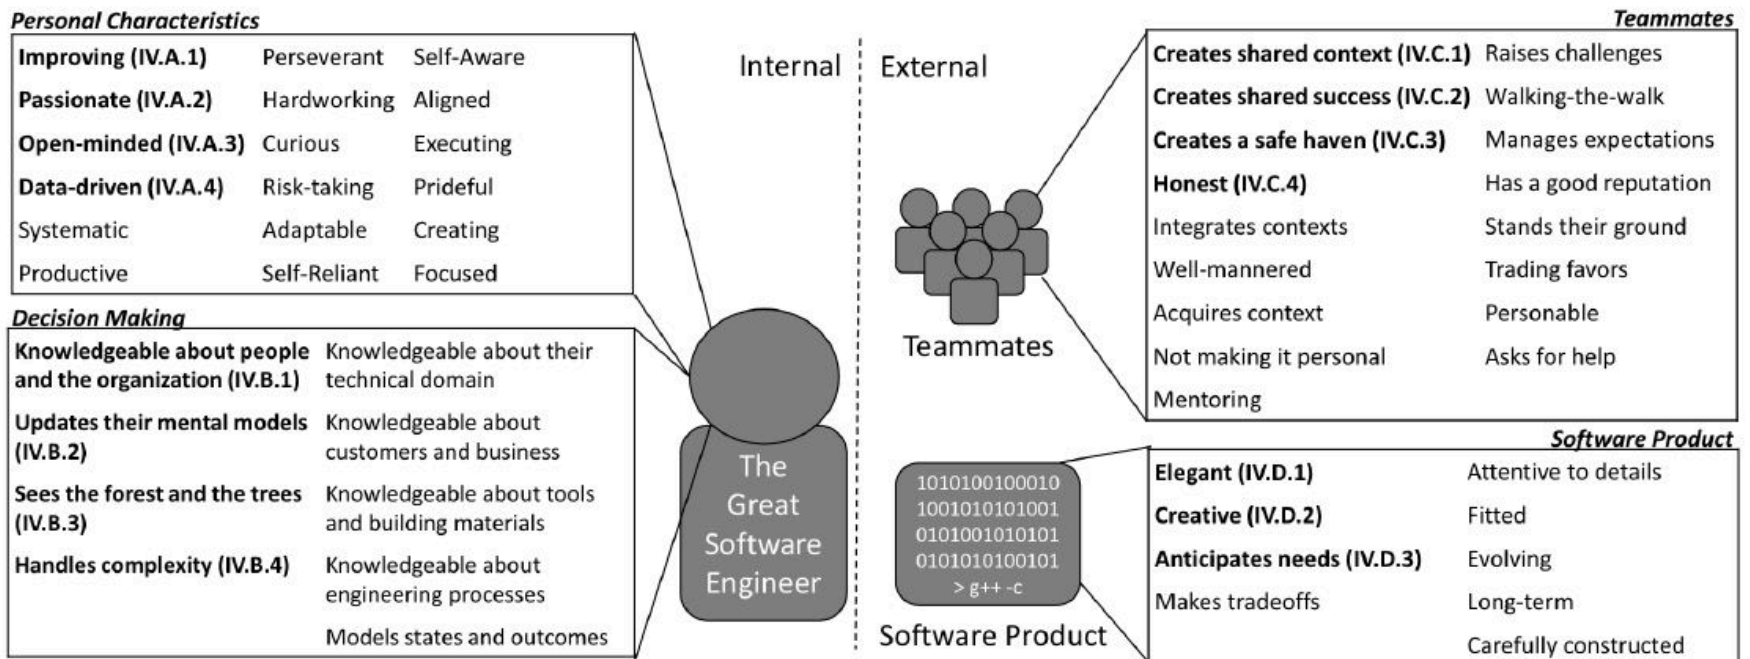 Personal Characteristics
Improving (IV.A.1) Perseverant Self-Aware
Passionate (IV.A.2) Hardworking Aligned
Open-minded (IV.A.3) Curious Executing
Data-driven (IV.A.4) Risk-taking Prideful
Systematic Adaptable Creating
Productive Self-Reliant Focused
Decision Making
Knowledgeable about people
and the organization (IV.B.1)
Knowledgeable about their
technical domain
Updates their mental models
(IV.B.2)
Knowledgeable about
customers and business
Sees the forest and the trees
(IV.B.3)
Knowledgeable about tools
and building materials
Handles complexity (IV.B.4)
Knowledgeable about
engineering processes
Models states and outcomes
Internal
External
The
Great
Software
Engineer
Teammates
1010100100010
1001010101001
0101001010101
0101010100101
> g++ -c
Software Product
Teammates
Creates shared context (IV.C.1) Raises challenges
Creates shared success (IV.C.2) Walking-the-walk
Creates a safe haven (IV.C.3) Manages expectations
Honest (IV.C.4) Has a good reputation
Integrates contexts Stands their ground
Well-mannered Trading favors
Acquires context Personable
Not making it personal Asks for help
Mentoring
Software Product
Elegant (IV.D.1) Attentive to details
Creative (IV.D.2) Fitted
Anticipates needs (IV.D.3) Evolving
Makes tradeoffs Long-term
Carefully constructed